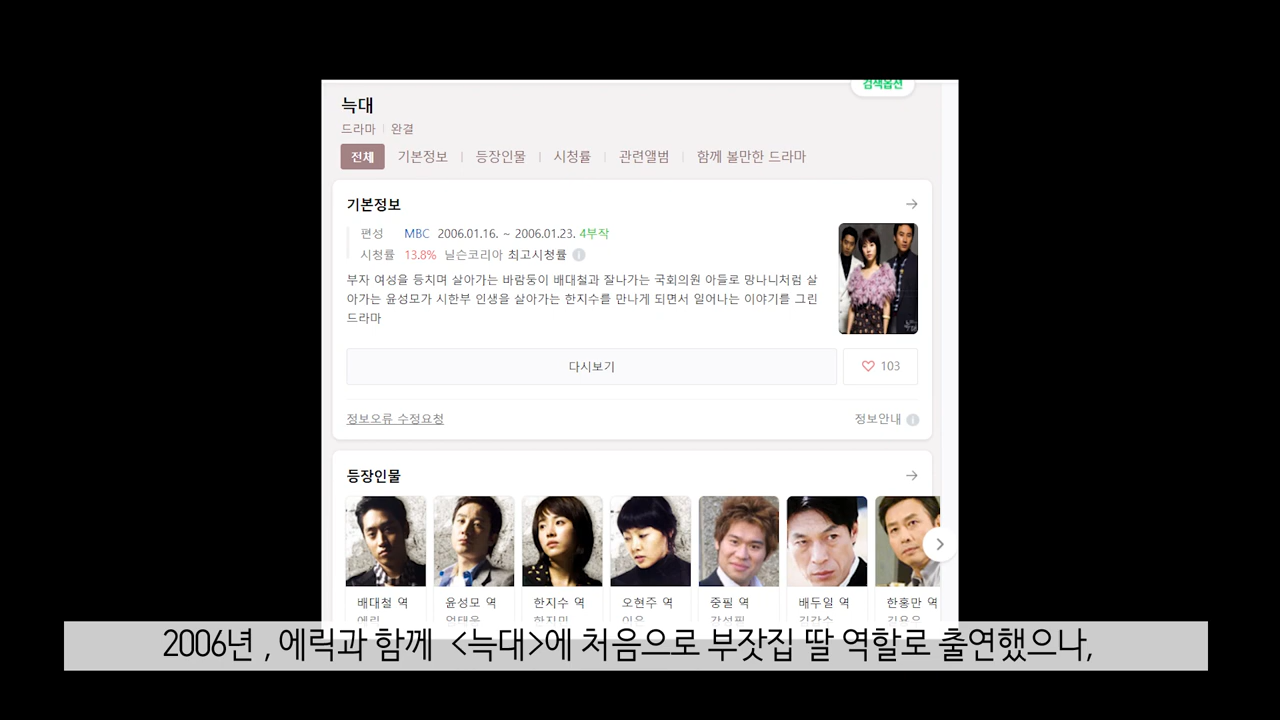 검색옵션
늑대
드라마 완결
전체 기본정보 등장인물 시청률 관련앨범 함께 볼만한 드라마
기본정보
편성 MBC 2006.01.16. ~ 2006.01.23. 4부작
시청률 13.8% 닐슨코리아 최고시청률
부자 여성을 등치며 살아가는 바람둥이 배대철과 잘나가는 국회의원 아들로 망나니처럼 살
아가는 윤성모가 시한부 인생을 살아가는 한지수를 만나게 되면서 일어나는 이야기를 그린
드라마
다시보기 103
정보오류 수정요청 정보안내
등장인물
배대철 역 윤성모 역 한지수 역 오현주 역 중필 역 배두일 역 한홍만 역
2006년 , 에릭과 함께 <늑대>에 처음으로 부잣집 딸 역할로 출연했으나,